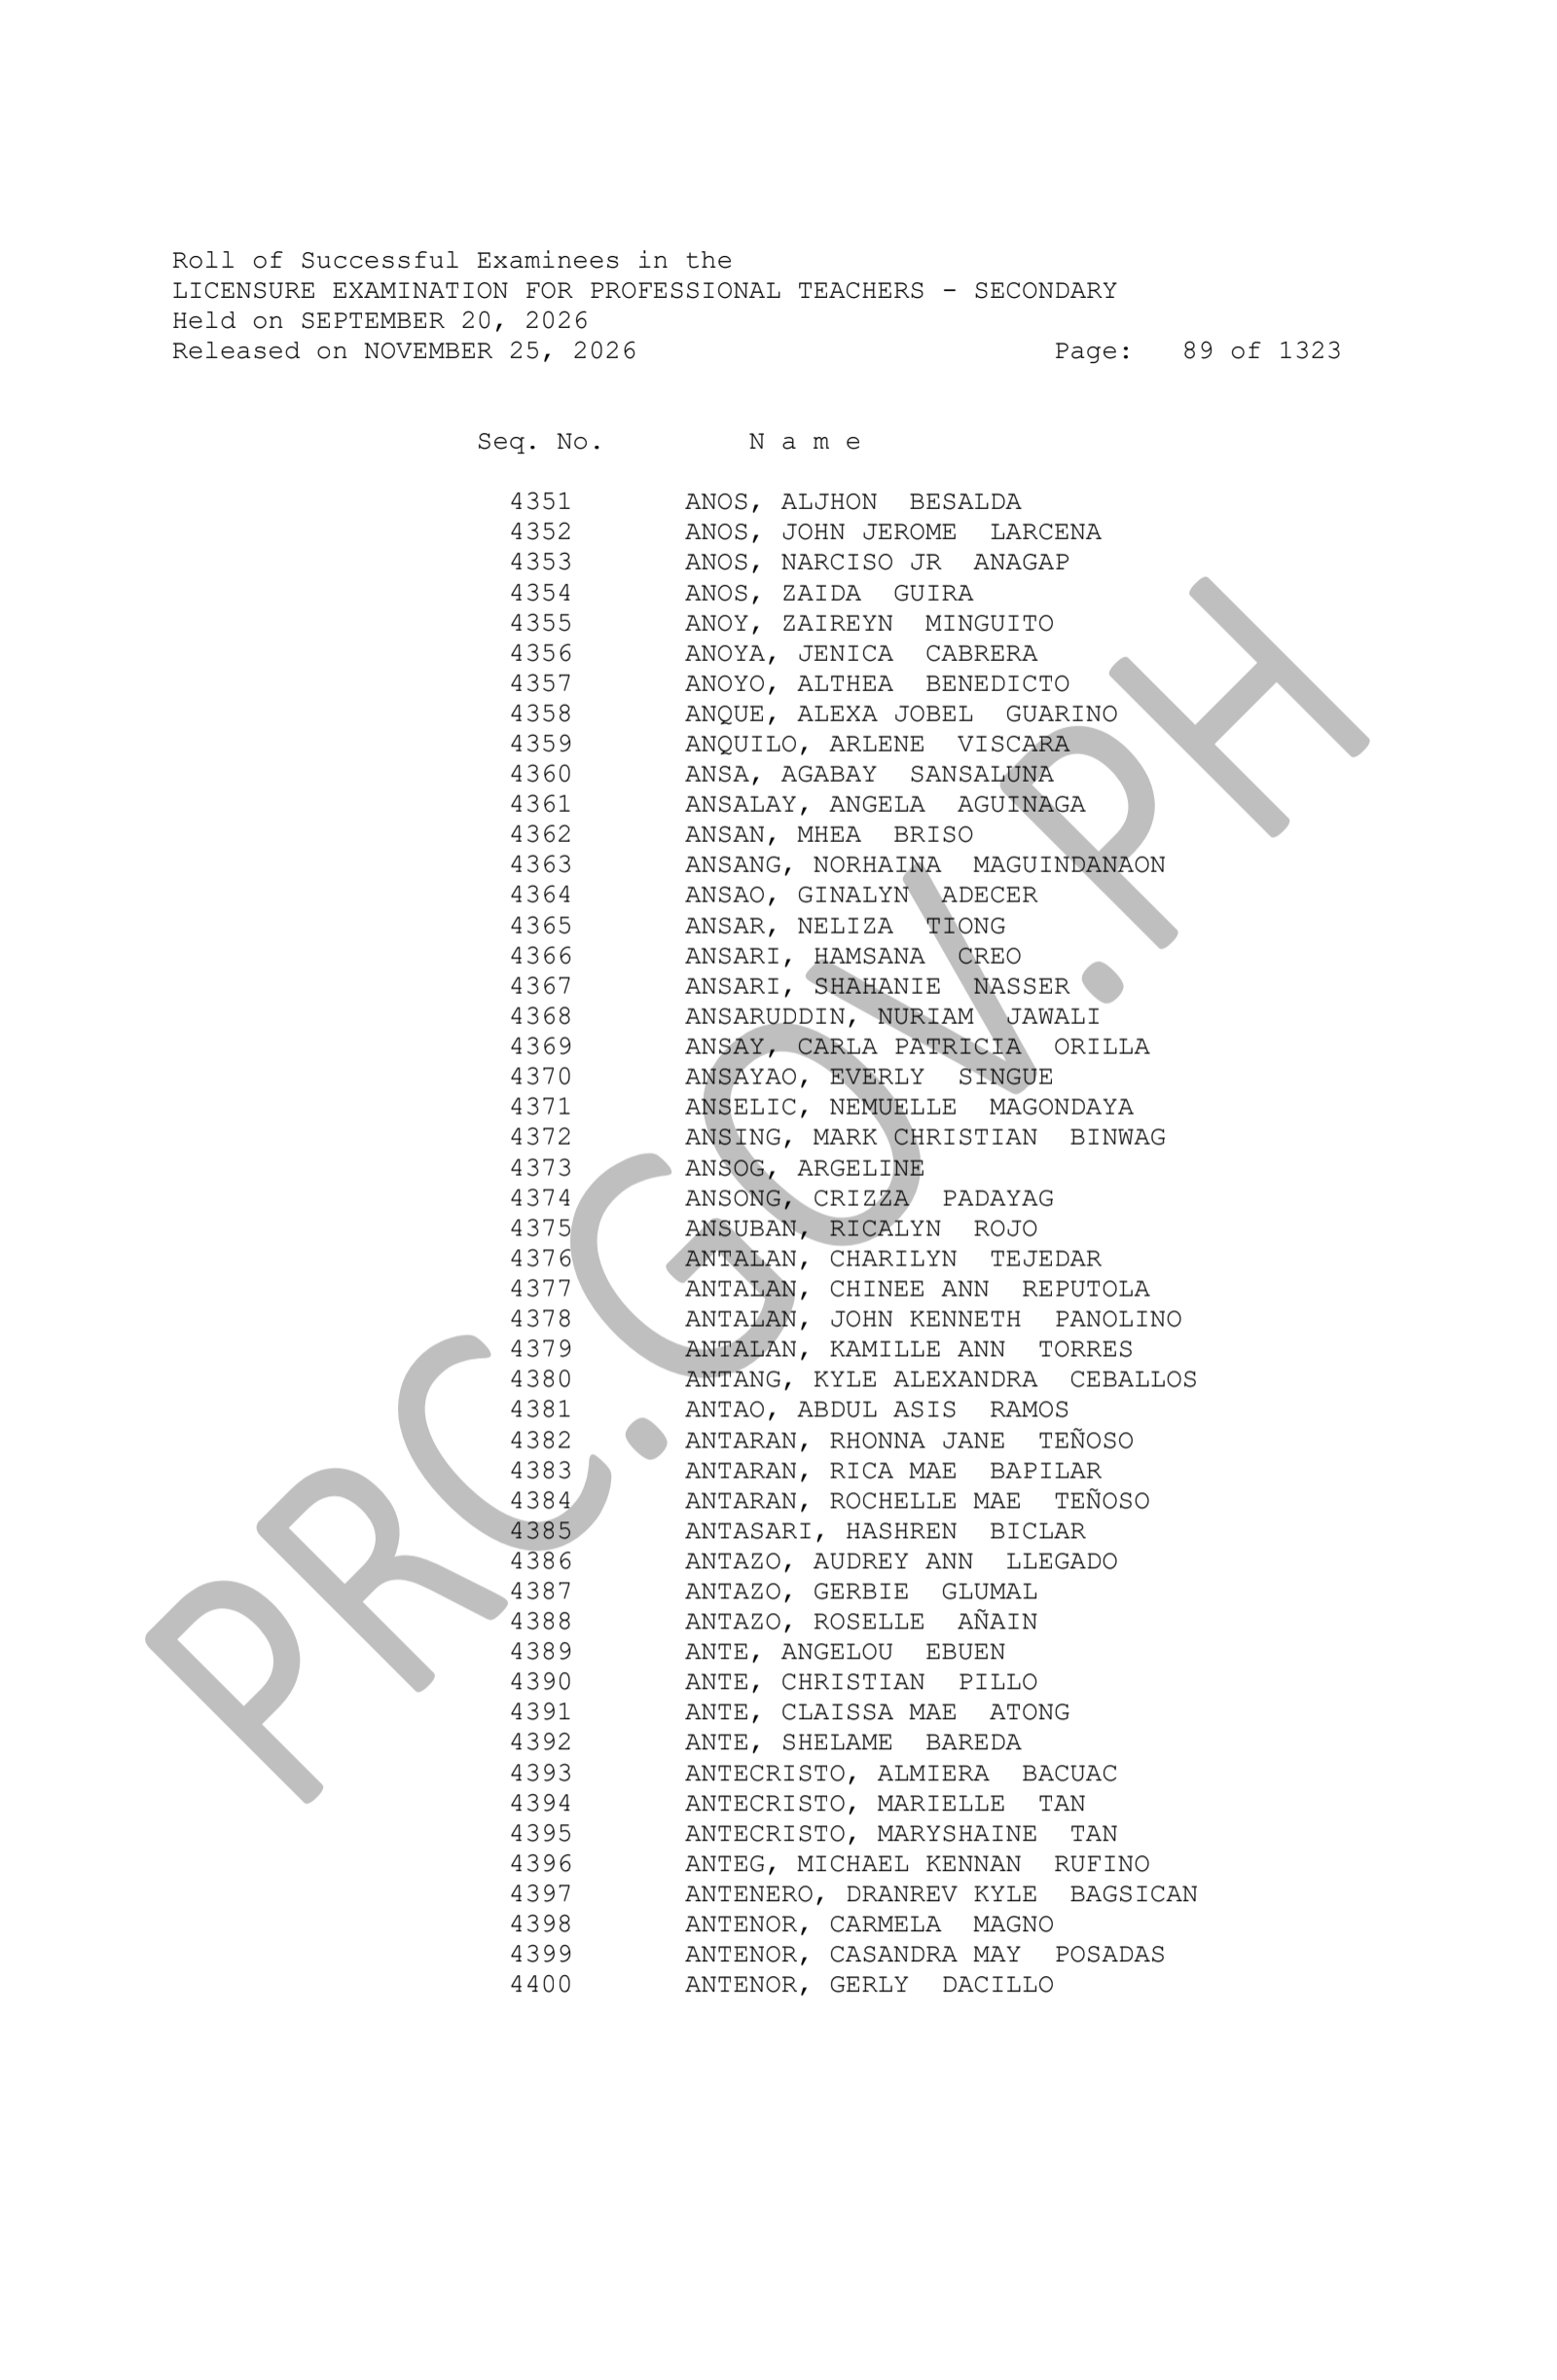 Roll of Successful Examinees in the
LICENSURE EXAMINATION FOR PROFESSIONAL TEACHERS - SECONDARY
Held on SEPTEMBER 20, 2026
Released on NOVEMBER 25, 2026 Page: 89 of 1323
Seq. No. N a m e
4351 ANOS, ALJHON BESALDA
4352 ANOS, JOHN JEROME LARCENA
4353 ANOS, NARCISO JR ANAGAP
4354 ANOS, ZAIDA GUIRA
4355 ANOY, ZAIREYN MINGUITO
4356 ANOYA, JENICA CABRERA
4357 ANOYO, ALTHEA BENEDICTO
4358 ANQUE, ALEXA JOBEL GUARINO
4359 ANQUILO, ARLENE VISCARA
4360 ANSA, AGABAY SANSALUNA
4361 ANSALAY, ANGELA AGUINAGA
4362 ANSAN, MHEA BRISO
4363 ANSANG, NORHAINA MAGUINDANAON
4364 ANSAO, GINALYN ADECER
4365 ANSAR, NELIZA TIONG
4366 ANSARI, HAMSANA CREO
4367 ANSARI, SHAHANIE NASSER
4368 ANSARUDDIN, NURIAM JAWALI
4369 ANSAY, CARLA PATRICIA ORILLA
4370 ANSAYAO, EVERLY SINGUE
4371 ANSELIC, NEMUELLE MAGONDAYA
4372 ANSING, MARK CHRISTIAN BINWAG
4373 ANSOG, ARGELINE
4374 ANSONG, CRIZZA PADAYAG
4375 ANSUBAN, RICALYN ROJO
4376 ANTALAN, CHARILYN TEJEDAR
4377 ANTALAN, CHINEE ANN REPUTOLA
4378 ANTALAN, JOHN KENNETH PANOLINO
4379 ANTALAN, KAMILLE ANN TORRES
4380 ANTANG, KYLE ALEXANDRA CEBALLOS
4381 ANTAO, ABDUL ASIS RAMOS
4382 ANTARAN, RHONNA JANE TEÑOSO
4383 ANTARAN, RICA MAE BAPILAR
4384 ANTARAN, ROCHELLE MAE TEÑOSO
4385 ANTASARI, HASHREN BICLAR
4386 ANTAZO, AUDREY ANN LLEGADO
4387 ANTAZO, GERBIE GLUMAL
4388 ANTAZO, ROSELLE AÑAIN
4389 ANTE, ANGELOU EBUEN
4390 ANTE, CHRISTIAN PILLO
4391 ANTE, CLAISSA MAE ATONG
4392 ANTE, SHELAME BAREDA
4393 ANTECRISTO, ALMIERA BACUAC
4394 ANTECRISTO, MARIELLE TAN
4395 ANTECRISTO, MARYSHAINE TAN
4396 ANTEG, MICHAEL KENNAN RUFINO
4397 ANTENERO, DRANREV KYLE BAGSICAN
4398 ANTENOR, CARMELA MAGNO
4399 ANTENOR, CASANDRA MAY POSADAS
4400 ANTENOR, GERLY DACILLO
PRC.GOV.PH